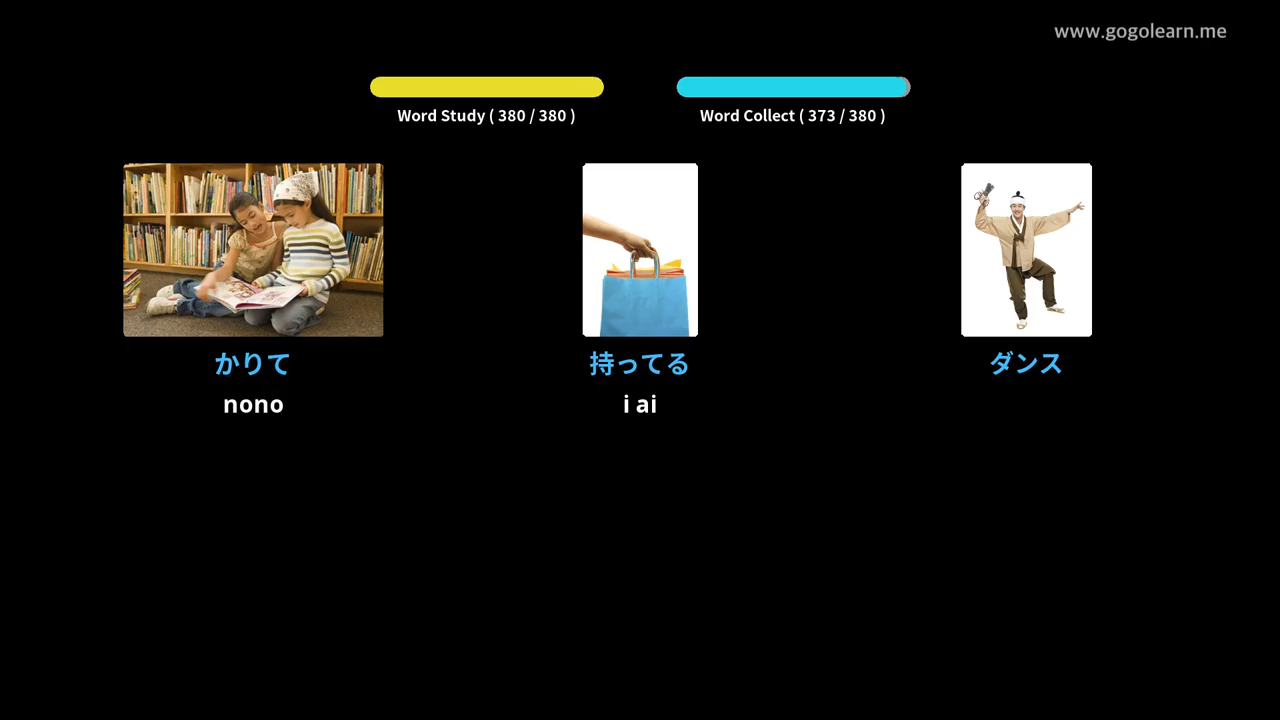 www.gogolearn.me
Word Study ( 380 / 380 )
Word Collect ( 373 / 380 )
かりて
持ってる
ダンス
nono
i ai